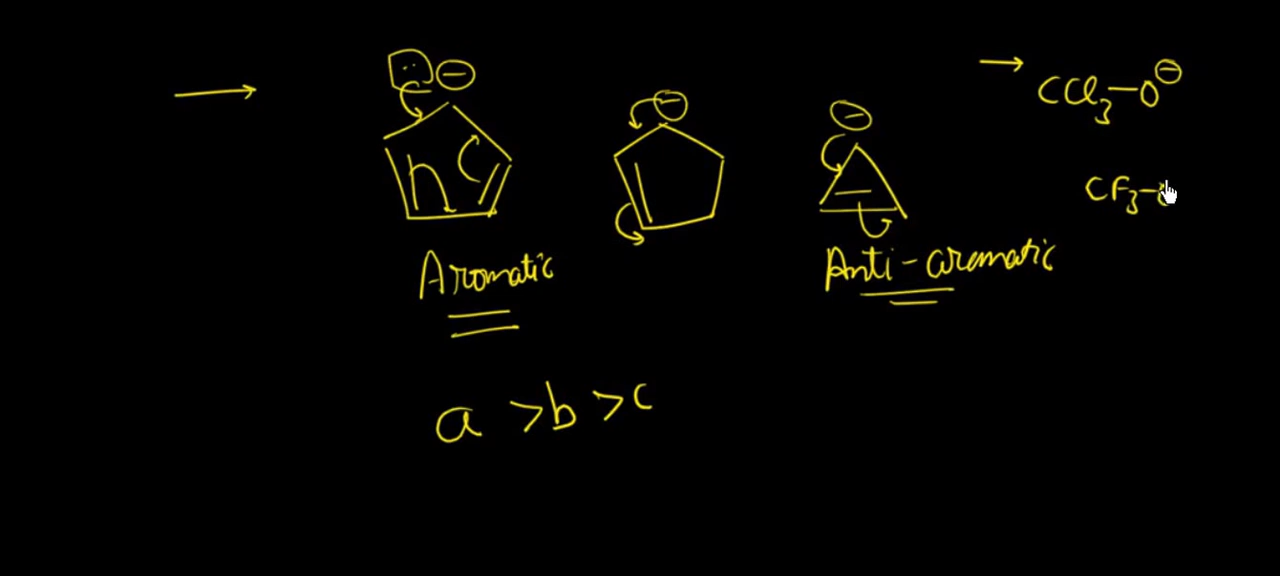 CCl3-O⊖
CF3-
Aromatic
Anti-aromatic
a >b >c